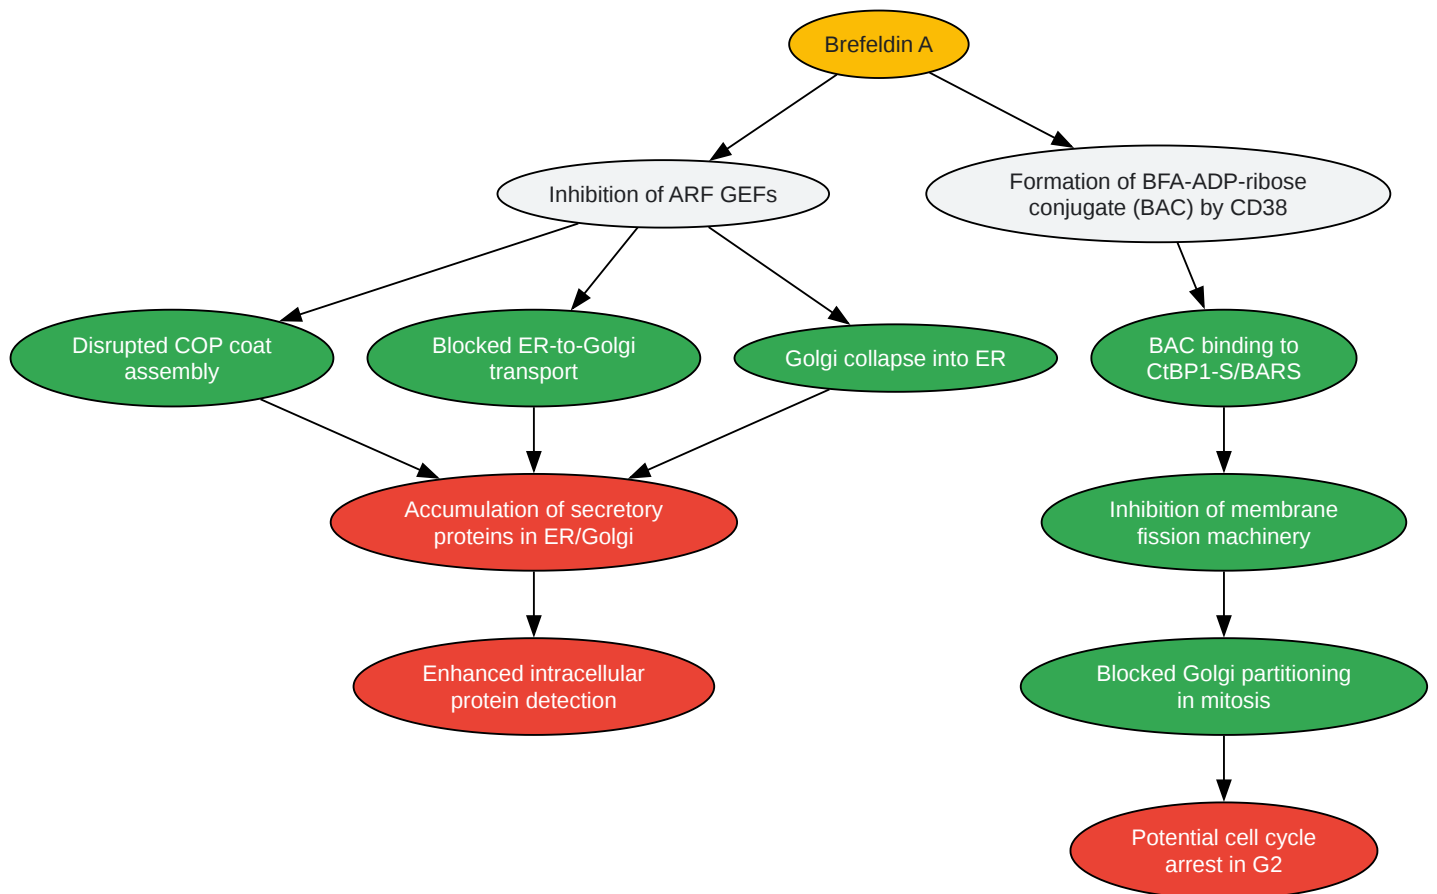 Brefeldin A
Inhibition of ARF GEFs
Formation of BFA-ADP-ribose
conjugate (BAC) by CD38
Disrupted COP coat
assembly
Blocked ER-to-Golgi
transport
Golgi collapse into ER
BAC binding to
CtBP1-S/BARS
Accumulation of secretory
proteins in ER/Golgi
Inhibition of membrane
fission machinery
Enhanced intracellular
protein detection
Blocked Golgi partitioning
in mitosis
Potential cell cycle
arrest in G2